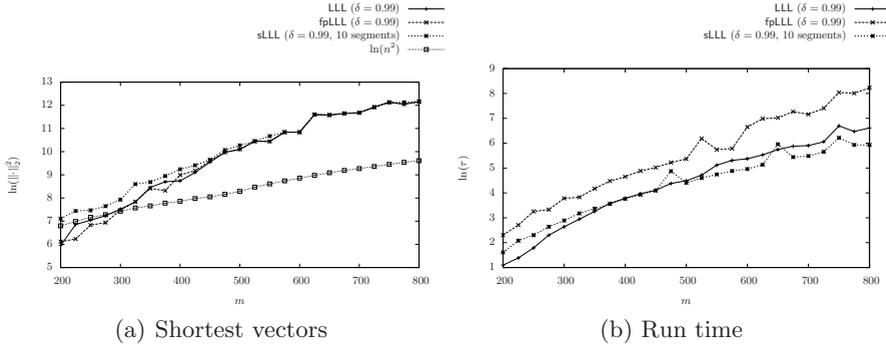 LLL (δ = 0.99)
fpLLL (δ = 0.99)
sLLL (δ = 0.99, 10 segments)
ln(n²)
13
12
11
10
9
8
7
6
5
ln(||·||₂²)
200 300 400 500 600 700 800
m
(a) Shortest vectors
LLL (δ = 0.99)
fpLLL (δ = 0.99)
sLLL (δ = 0.99, 10 segments)
9
8
7
6
5
4
3
2
1
ln(τ)
200 300 400 500 600 700 800
m
(b) Run time